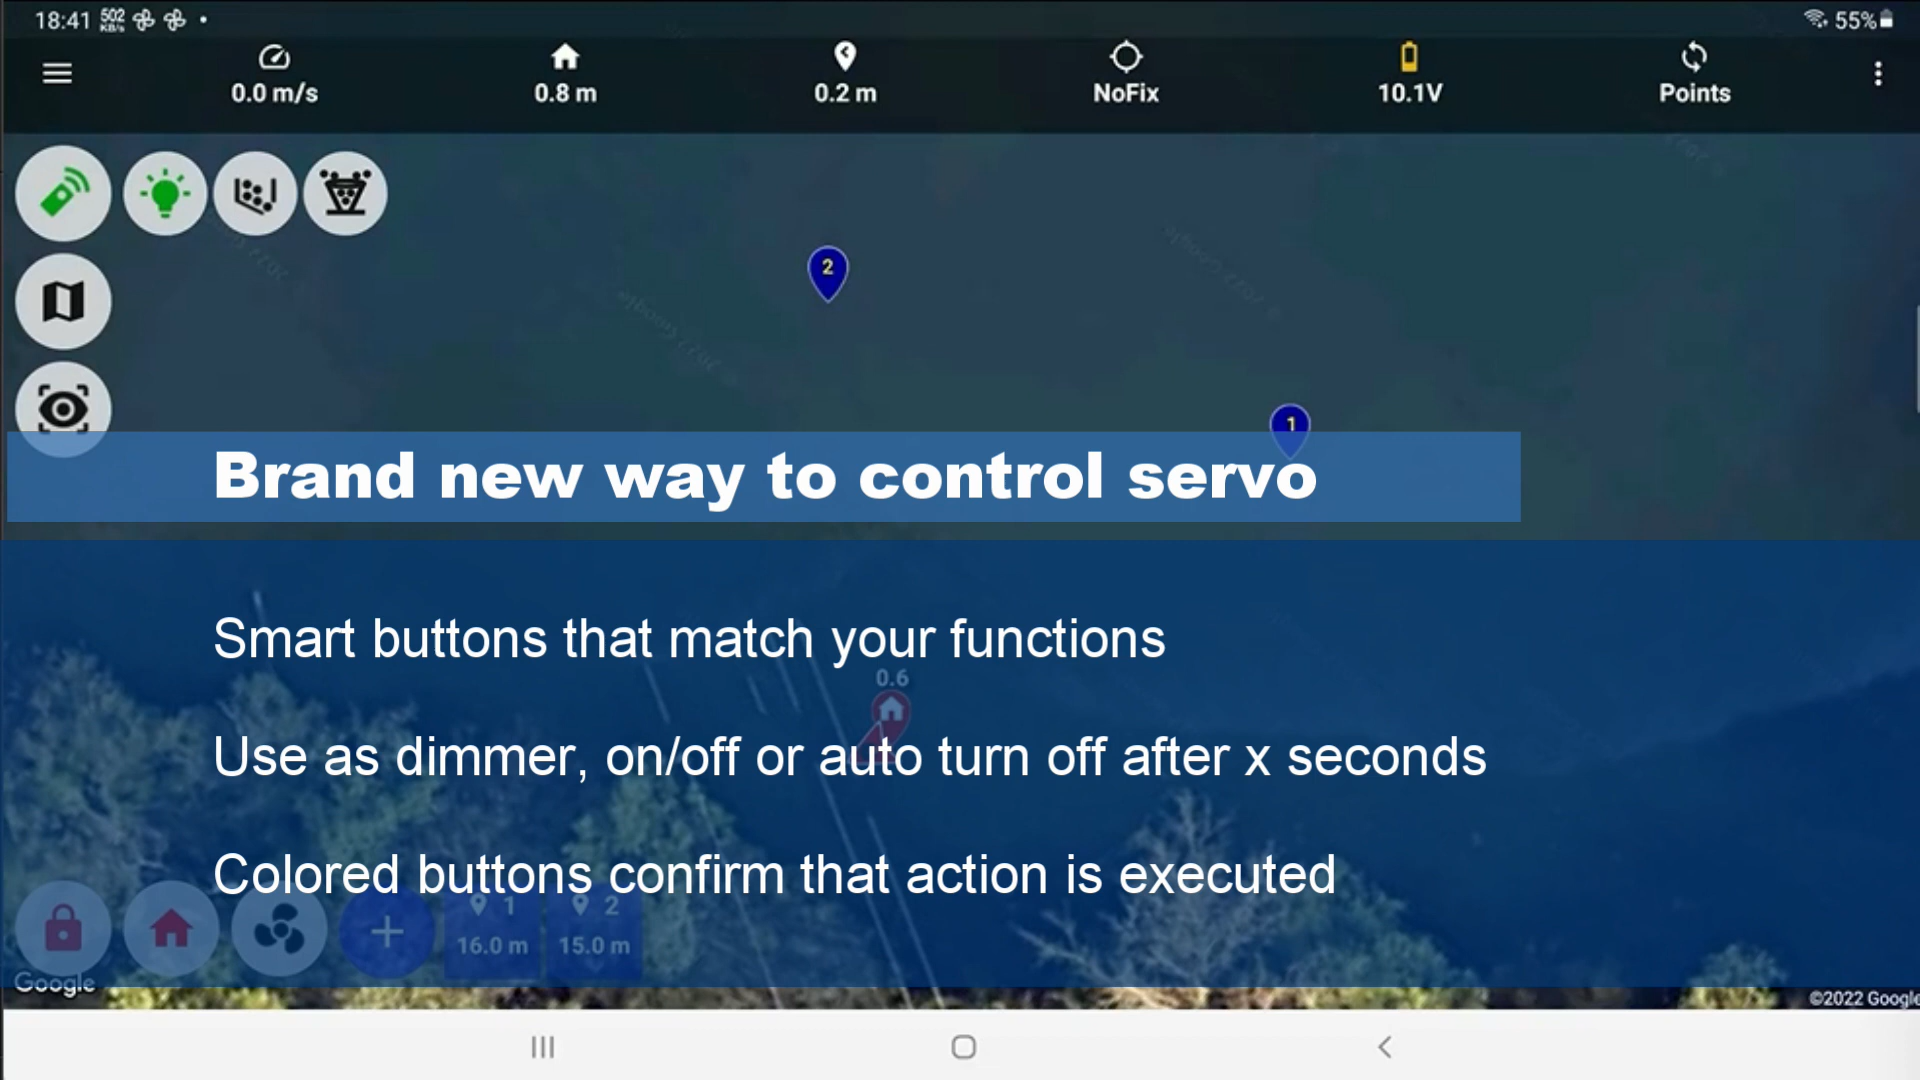 18:41 502 KB/s 55%
0.0 m/s 0.8 m 0.2 m NoFix 10.1V Points
2
1
Brand new way to control servo
Smart buttons that match your functions
0.6
Use as dimmer, on/off or auto turn off after x seconds
Colored buttons confirm that action is executed
1 2
16.0 m 15.0 m
Google
©2022 Google